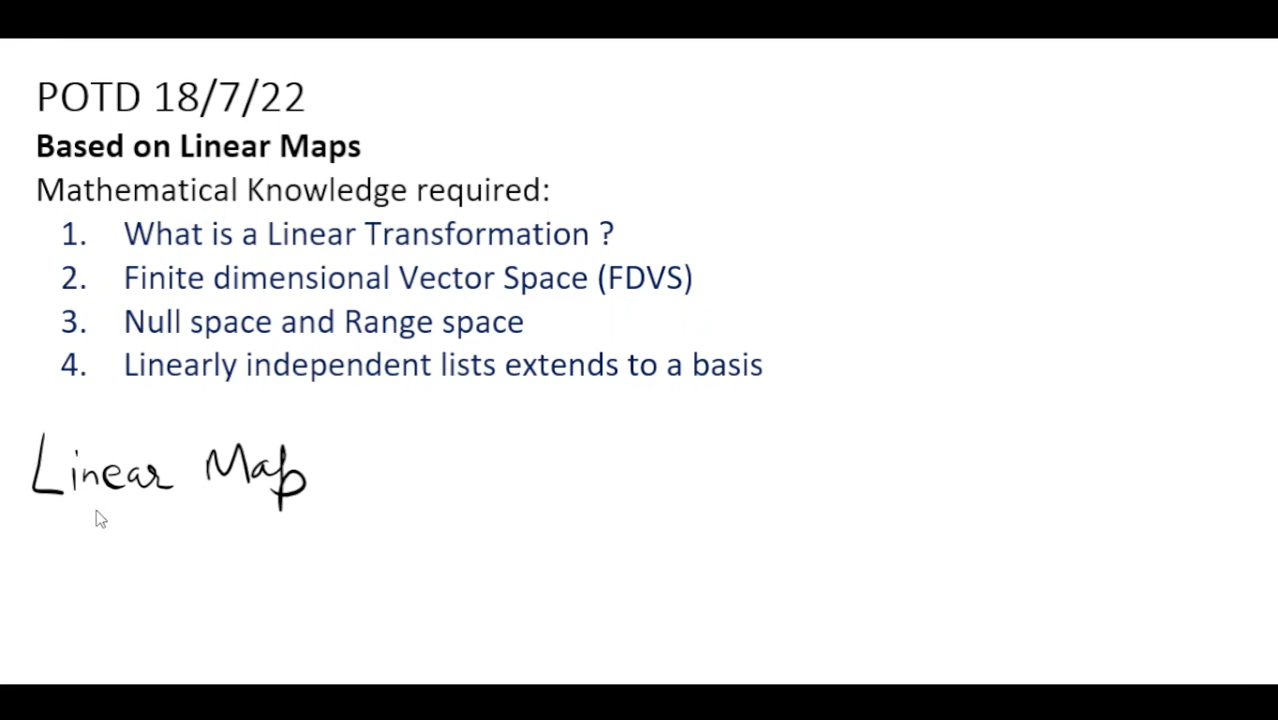 POTD 18/7/22
Based on Linear Maps
Mathematical Knowledge required:
1. What is a Linear Transformation ?
2. Finite dimensional Vector Space (FDVS)
3. Null space and Range space
4. Linearly independent lists extends to a basis
Linear Map